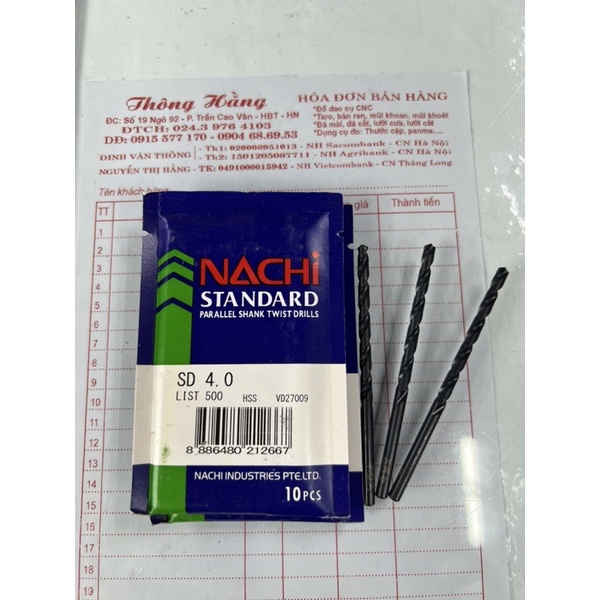 Thông Hằng
HÓA ĐƠN BÁN HÀNG
ĐC: Số 19 Ngõ 92 - P. Trần Cao Vân - HBT - HN
*Đồ dao cụ CNC
ĐTCH: 024.3 976 4103
*Taro, bàn ren, mũi khoan, mũi khoát
DĐ: 0915 577 170 - 0904 68.69.53
*Đá mài, đá cắt, lưỡi cưa, lưỡi cắt
*Dụng cụ đo: Thước cặp, panme....
ĐINH VĂN THÔNG
- Tk1: 020008951013 - NH Sacombank - CN Hà Nội
- Tk2: 1501205087711 - NH Agribank - CN Hà Nội
NGUYỄN THỊ HẰNG - TK: 0491000015942 - NH Vietcombank - CN Thăng Long
Tên khách hàng
TT
giá
Thành tiền
1
2
3
4
5
6
7
8
9
10
11
12
13
14
15
16
17
18
19
NACHi
STANDARD
PARALLEL SHANK TWIST DRILLS
SD 4.0
LIST 500 HSS VD27009
8 886480 212667
NACHI INDUSTRIES PTE.LTD.
10PCS